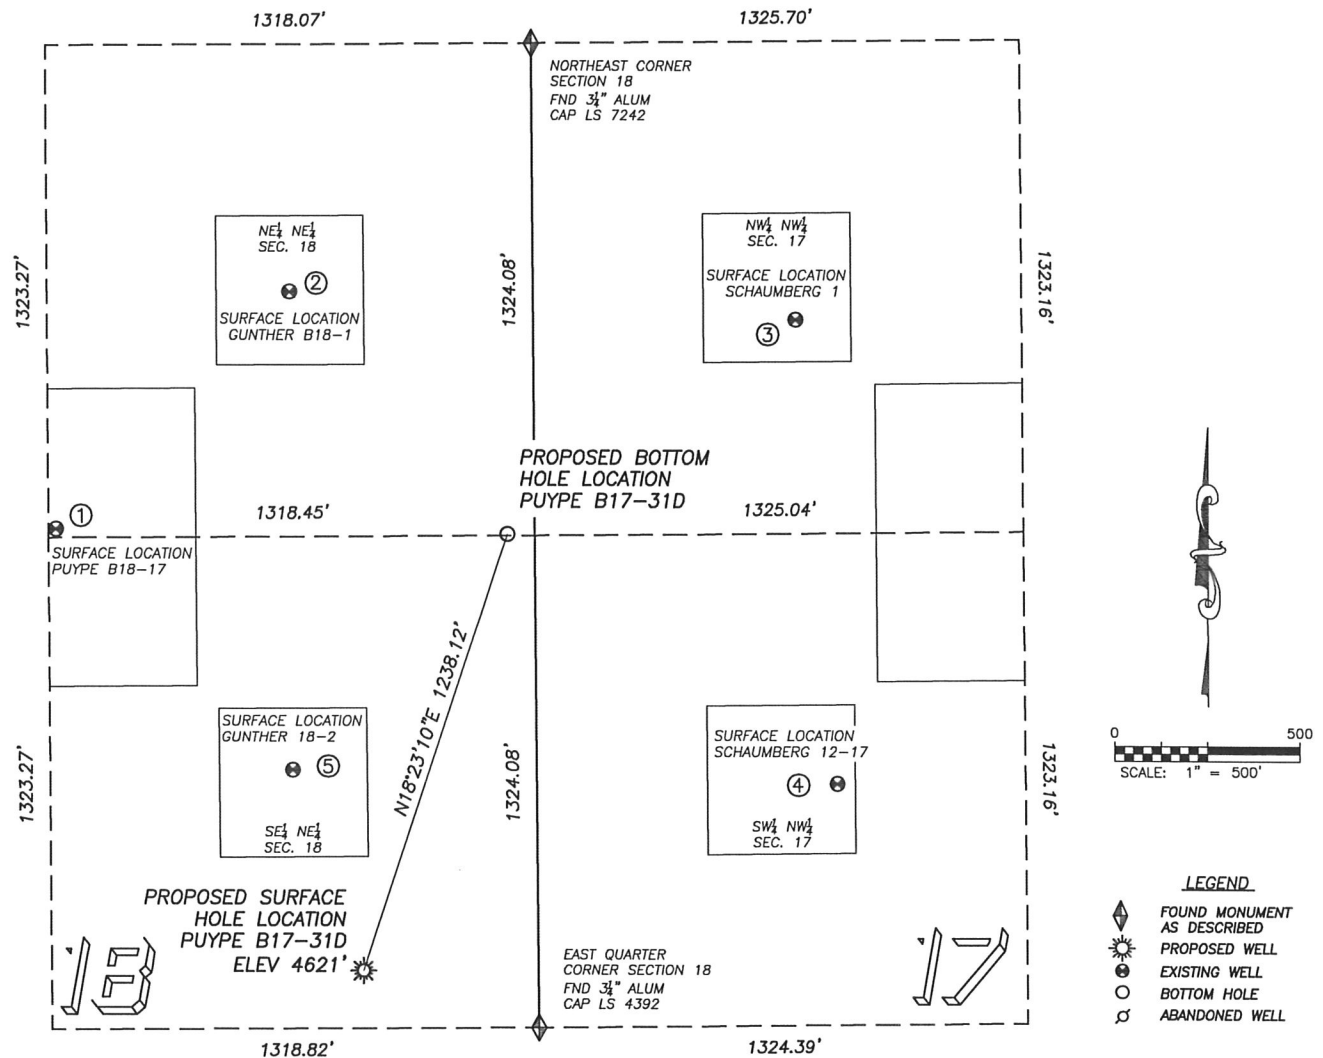 1318.07'
1325.70'
NORTHEAST CORNER
SECTION 18
FND 3¼" ALUM
CAP LS 7242
NE¼ NE¼
SEC. 18
②
SURFACE LOCATION
GUNTHER B18-1
NW¼ NW¼
SEC. 17
SURFACE LOCATION
SCHAUMBERG 1
③
1323.27'
1324.08'
1323.16'
PROPOSED BOTTOM
HOLE LOCATION
PUYPE B17-31D
①
SURFACE LOCATION
PUYPE B18-17
1318.45'
1325.04'
N18°23'10"E 1238.12'
SURFACE LOCATION
GUNTHER 18-2
⑤
SE¼ NE¼
SEC. 18
SURFACE LOCATION
SCHAUMBERG 12-17
④
SW¼ NW¼
SEC. 17
1323.27'
1324.08'
1323.16'
PROPOSED SURFACE
HOLE LOCATION
PUYPE B17-31D
ELEV 4621'
18
17
EAST QUARTER
CORNER SECTION 18
FND 3¼" ALUM
CAP LS 4392
1318.82'
1324.39'
0 500
SCALE: 1" = 500'
LEGEND
FOUND MONUMENT
AS DESCRIBED
PROPOSED WELL
EXISTING WELL
BOTTOM HOLE
ABANDONED WELL